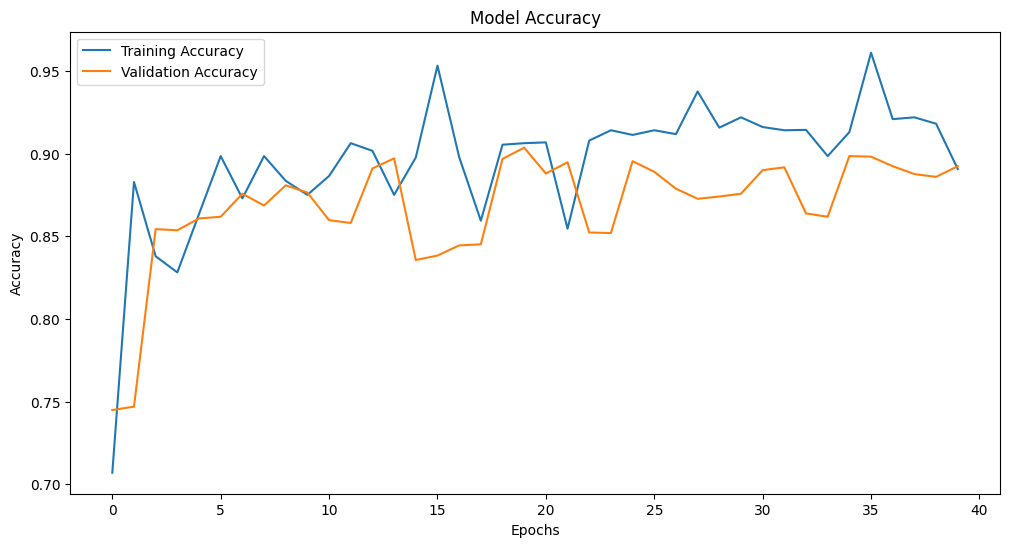 Model Accuracy
Training Accuracy
Validation Accuracy
0.95
0.90
0.85
0.80
0.75
0.70
Accuracy
0 5 10 15 20 25 30 35 40
Epochs